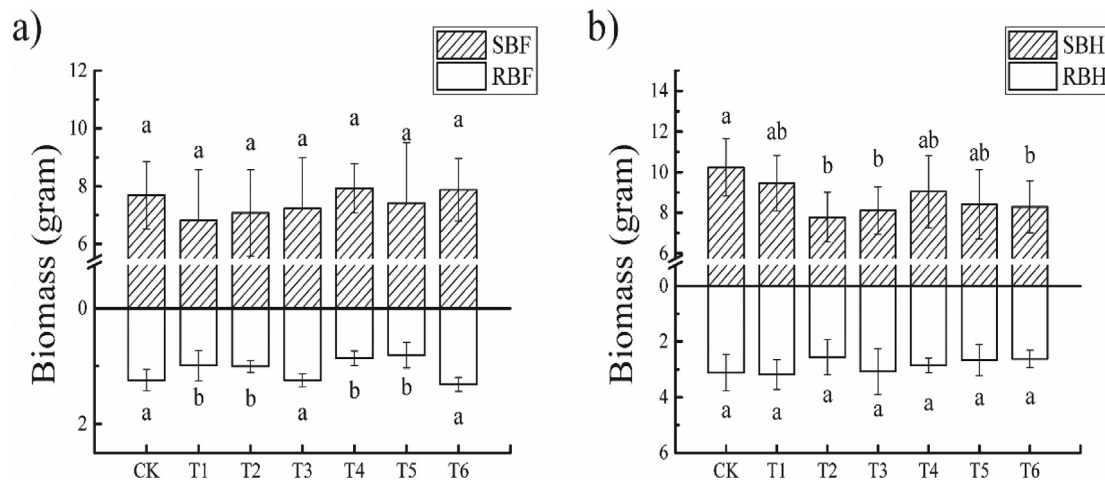 a)
SBF
RBF
Biomass (gram)
12
10
8
6
0
2
a a a a a a a
a b b a b b a
CK T1 T2 T3 T4 T5 T6
b)
SBH
RBH
Biomass (gram)
14
12
10
8
6
0
2
4
6
a ab b b ab ab b
a a a a a a a
CK T1 T2 T3 T4 T5 T6